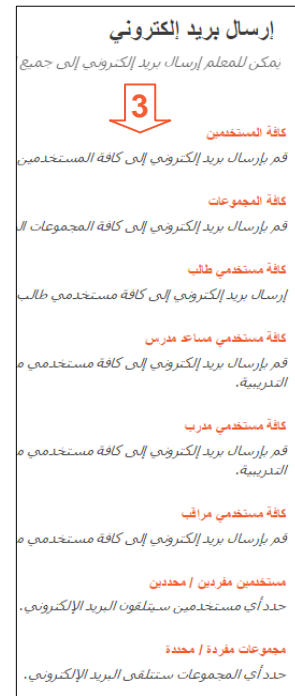 إرسال بريد إلكتروني
يمكن للمعلم إرسال بريد إلكتروني إلى جميع
3
كافة المستخدمين
قم بإرسال بريد إلكتروني إلى كافة المستخدمين
كافة المجموعات
قم بإرسال بريد إلكتروني إلى كافة المجموعات
كافة مستخدمي طالب
إرسال بريد إلكتروني إلى كافة مستخدمي طالب
كافة مستخدمي مساعد مدرس
قم بإرسال بريد إلكتروني إلى كافة مستخدمي
التدريبية.
كافة مستخدمي مدرب
قم بإرسال بريد إلكتروني إلى كافة مستخدمي
التدريبية.
كافة مستخدمي مراقب
قم بإرسال بريد إلكتروني إلى كافة مستخدمي
مستخدمين مفردين / محددين
حدد أي مستخدمين سيتلقون البريد الإلكتروني.
مجموعات مفردة / محددة
حدد أي المجموعات ستتلقى البريد الإلكتروني.